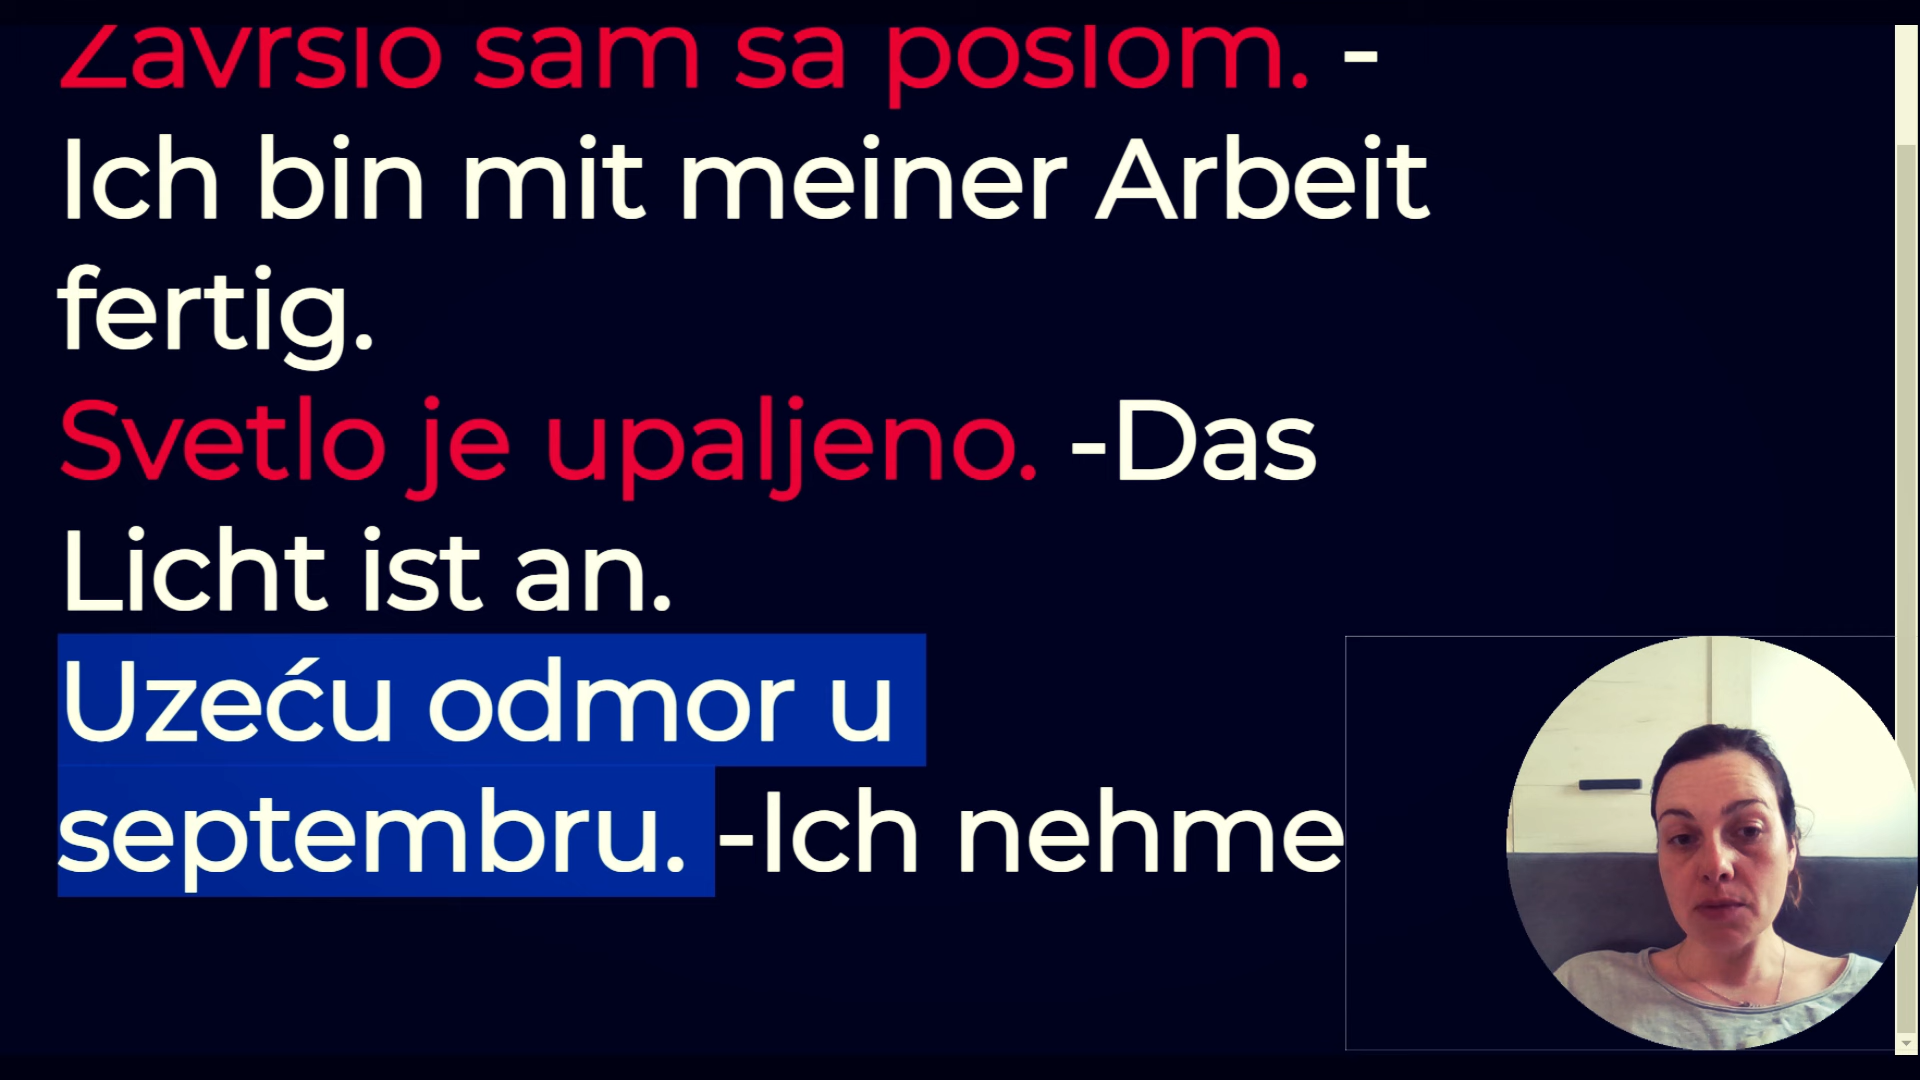 Završio sam sa poslom. -
Ich bin mit meiner Arbeit
fertig.
Svetlo je upaljeno. -Das
Licht ist an.
Uzeću odmor u
septembru. -Ich nehme